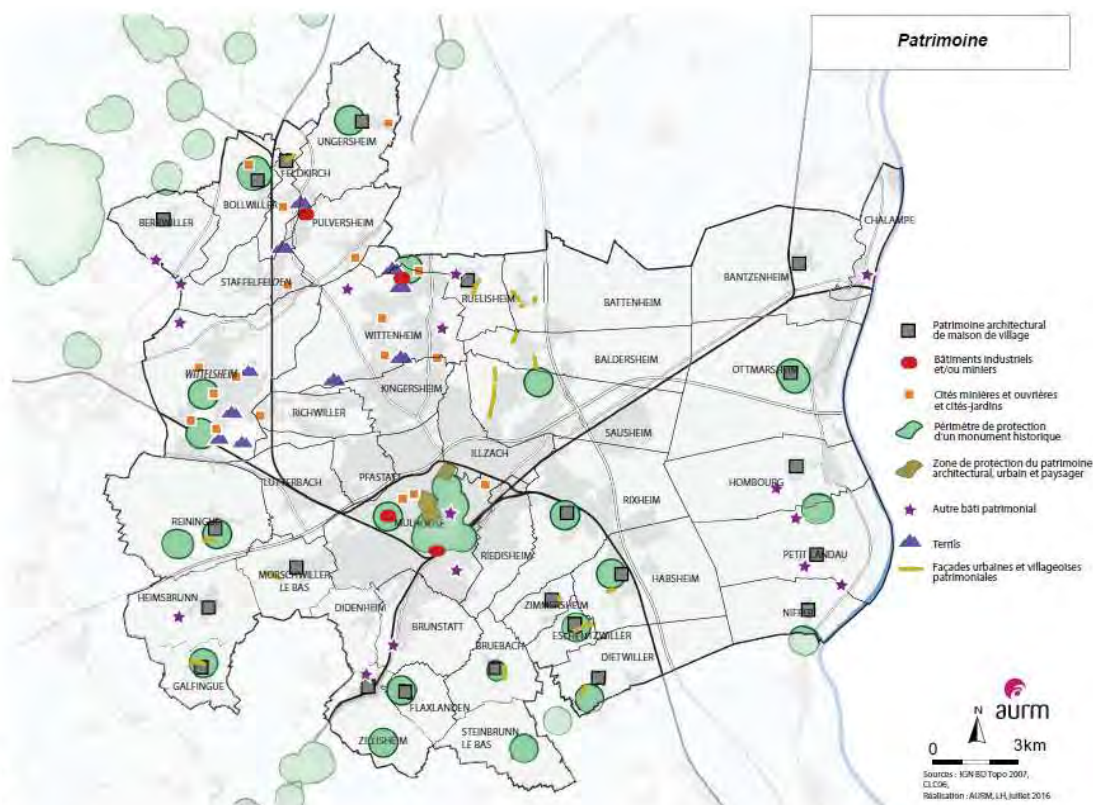 Patrimoine
UNGERSHEIM
FELDKIRCH
BOLLWILLER
BERRWILLER
PULVERSHEIM
CHALAMPE
STAFFELFELDEN
BANTZENHEIM
RUELISHEIM
BATTENHEIM
WITTENHEIM
BALDERSHEIM
WITTELSHEIM
KINGERSHEIM
OTTMARSHEIM
RICHWILLER
SAUSHEIM
ILLZACH
PFASTATT
LUTTERBACH
HOMBOURG
RIXHEIM
REININGUE
MULHOUSE
RIEDISHEIM
PETIT LANDAU
MORSCHWILLER
LE BAS
HABSHEIM
HEIMSBRUNN
ZIMMERSHEIM
DIDENHEIM
NIFFER
BRUNSTATT
ESCHENTZWILLER
BRUEBACH
DIETWILLER
GALFINGUE
FLAXLANDEN
STEINBRUNN
LE BAS
ZILLISHEIM
Patrimoine architectural
de maison de village
Bâtiments industriels
et/ou miniers
Cités minières et ouvrières
et cités-jardins
Périmètre de protection
d'un monument historique
Zone de protection du patrimoine
architectural, urbain et paysager
Autre bâti patrimonial
Terrils
Façades urbaines et villageoises
patrimoniales
aurm
N
0 3km
Sources : IGN BD Topo 2007,
CLC06,
Réalisation : AURM, LH, Juillet 2016